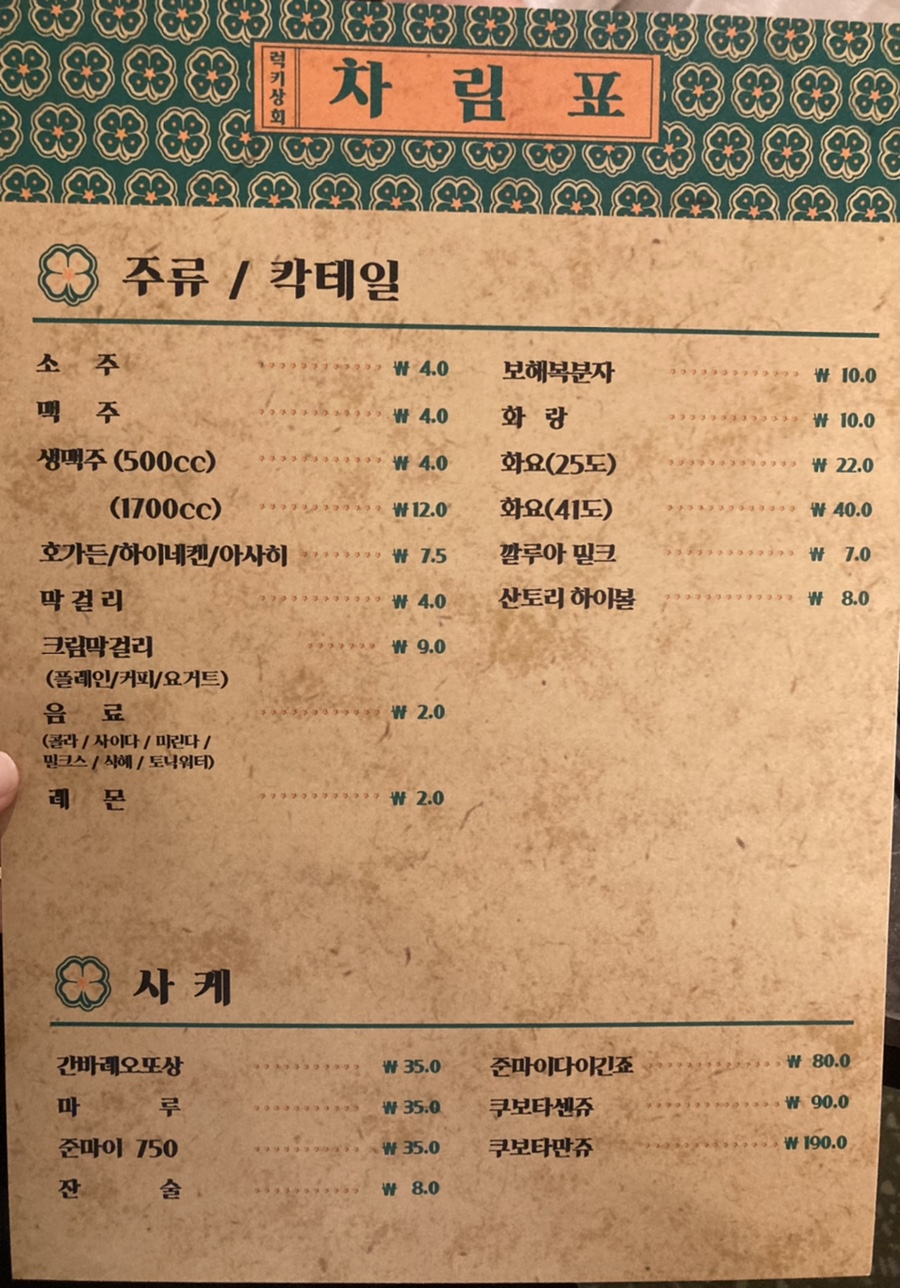 럭키상회
차림표
주류 / 칵테일
소 주 ₩ 4.0
맥 주 ₩ 4.0
생맥주 (500cc) ₩ 4.0
(1700cc) ₩12.0
호가든/하이네켄/아사히 ₩ 7.5
막 걸 리 ₩ 4.0
크림막걸리 ₩ 9.0
(플레인/커피/요거트)
음 료 ₩ 2.0
(콜라 / 사이다 / 미린다 /
밀크스 / 식혜 / 토닉워터)
레 몬 ₩ 2.0
보해복분자 ₩ 10.0
화 랑 ₩ 10.0
화요(25도) ₩ 22.0
화요(41도) ₩ 40.0
깔루아 밀크 ₩ 7.0
산토리 하이볼 ₩ 8.0
사 케
간바레오또상 ₩ 35.0
마 루 ₩ 35.0
준마이 750 ₩ 35.0
잔 술 ₩ 8.0
준마이다이긴죠 ₩ 80.0
쿠보타센쥬 ₩ 90.0
쿠보타만쥬 ₩ 190.0